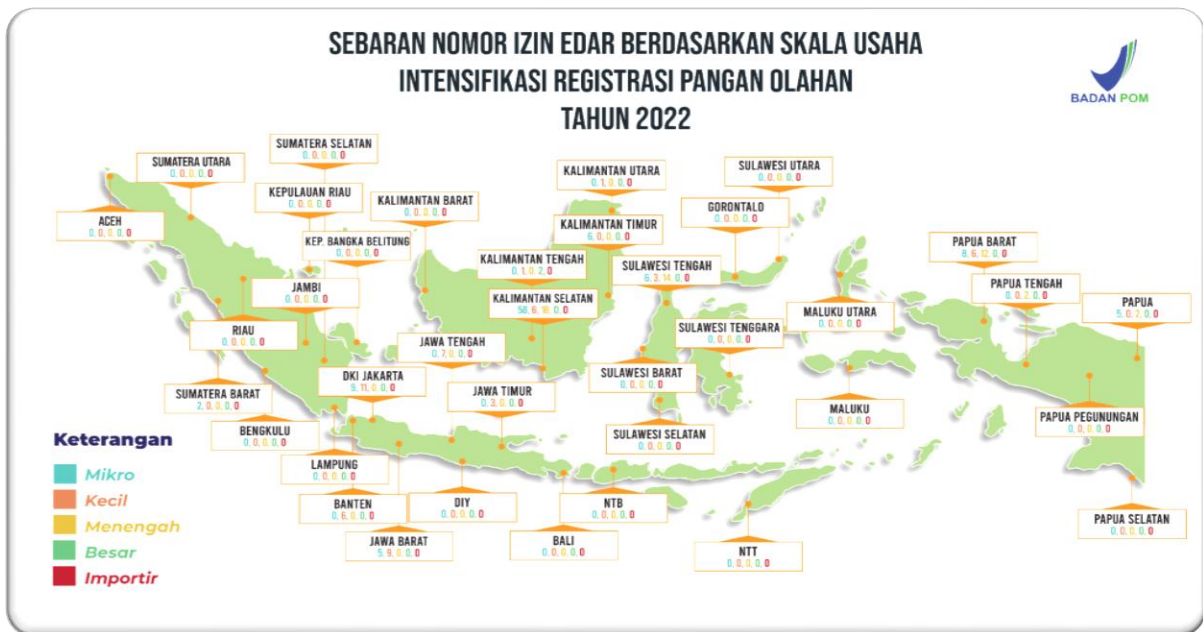 SEBARAN NOMOR IZIN EDAR BERDASARKAN SKALA USAHA
INTENSIFIKASI REGISTRASI PANGAN OLAHAN
TAHUN 2022
BADAN POM
SUMATERA SELATAN
0, 0, 0, 0, 0
SUMATERA UTARA
0, 0, 0, 0, 0
KEPULAUAN RIAU
0, 0, 0, 0, 0
KALIMANTAN BARAT
0, 0, 0, 0, 0
KALIMANTAN UTARA
0, 1, 0, 0, 0
SULAWESI UTARA
0, 0, 0, 0, 0
GORONTALO
0, 0, 0, 0, 0
ACEH
0, 0, 0, 0, 0
KEP. BANGKA BELITUNG
0, 0, 0, 0, 0
KALIMANTAN TIMUR
6, 0, 0, 0, 0
KALIMANTAN TENGAH
0, 1, 0, 2, 0
SULAWESI TENGAH
6, 3, 14, 0, 0
PAPUA BARAT
8, 6, 12, 0, 0
PAPUA TENGAH
0, 0, 2, 0, 0
JAMBI
0, 0, 0, 0, 0
KALIMANTAN SELATAN
58, 6, 18, 0, 0
MALUKU UTARA
0, 0, 0, 0, 0
PAPUA
5, 0, 2, 0, 0
RIAU
0, 0, 0, 0, 0
JAWA TENGAH
0, 7, 0, 0, 0
SULAWESI TENGGARA
0, 0, 0, 0, 0
DKI JAKARTA
9, 11, 0, 0, 0
SULAWESI BARAT
0, 0, 0, 0, 0
SUMATERA BARAT
2, 0, 0, 0, 0
JAWA TIMUR
0, 3, 0, 0, 0
MALUKU
0, 0, 0, 0, 0
PAPUA PEGUNUNGAN
0, 0, 0, 0, 0
BENGKULU
0, 0, 0, 0, 0
SULAWESI SELATAN
0, 0, 0, 0, 0
Keterangan
Mikro
Kecil
Menengah
Besar
Importir
LAMPUNG
0, 0, 0, 0, 0
BANTEN
0, 6, 0, 0, 0
DIY
0, 0, 0, 0, 0
NTB
0, 0, 0, 0, 0
JAWA BARAT
5, 9, 0, 0, 0
BALI
0, 0, 0, 0, 0
NTT
0, 0, 0, 0, 0
PAPUA SELATAN
0, 0, 0, 0, 0